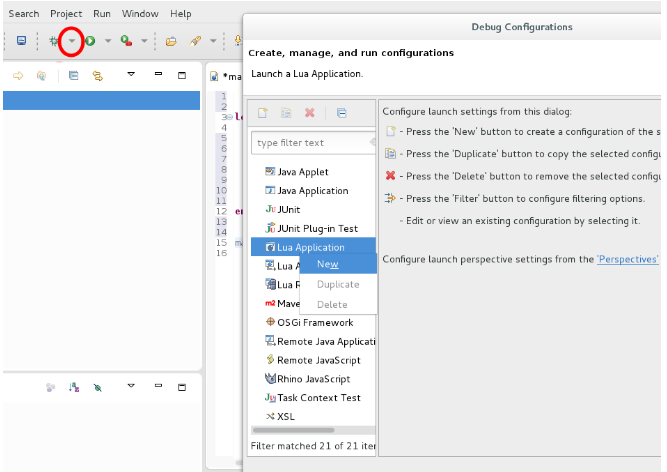 Search Project Run Window Help
Debug Configurations
Create, manage, and run configurations
Launch a Lua Application.
*ma
1
2
3 lo
4
5
6
7
8
9
10
11
12 en
13
14
15 ma
16
type filter text
Java Applet
Java Application
JUnit
JUnit Plug-in Test
Lua Application
Lua A
Lua R
Mave
OSGi Framework
Remote Java Applicati
Remote JavaScript
Rhino JavaScript
Task Context Test
XSL
New
Duplicate
Delete
Filter matched 21 of 21 iter
Configure launch settings from this dialog:
- Press the 'New' button to create a configuration of the s
- Press the 'Duplicate' button to copy the selected configu
- Press the 'Delete' button to remove the selected configu
- Press the 'Filter' button to configure filtering options.
- Edit or view an existing configuration by selecting it.
Configure launch perspective settings from the 'Perspectives'